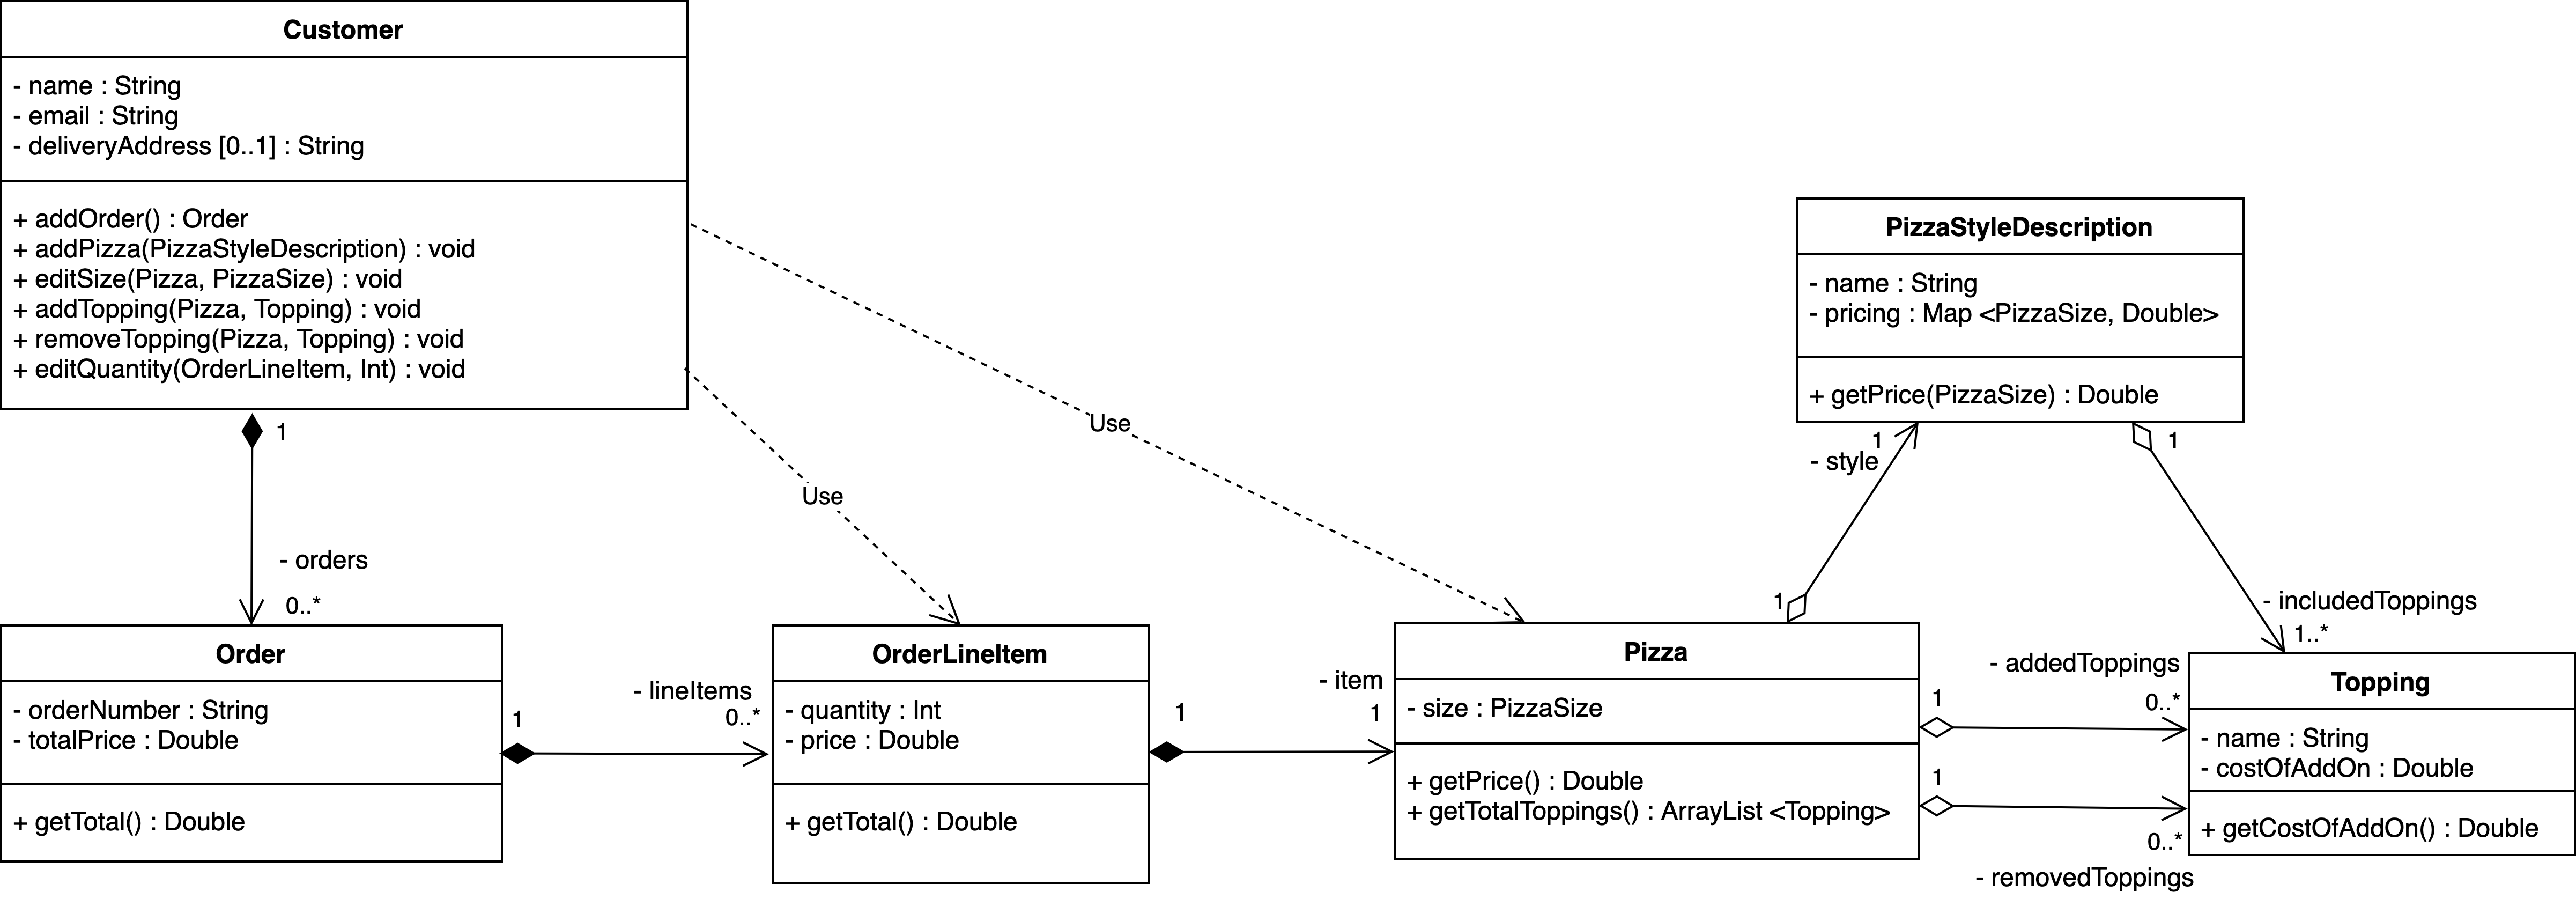 Customer
- name : String
- email : String
- deliveryAddress [0..1] : String
+ addOrder() : Order
+ addPizza(PizzaStyleDescription) : void
+ editSize(Pizza, PizzaSize) : void
+ addTopping(Pizza, Topping) : void
+ removeTopping(Pizza, Topping) : void
+ editQuantity(OrderLineItem, Int) : void
1
- orders
0..*
Use
Use
PizzaStyleDescription
- name : String
- pricing : Map <PizzaSize, Double>
+ getPrice(PizzaSize) : Double
1
- style
1
1
- includedToppings
1..*
Order
- orderNumber : String
- totalPrice : Double
+ getTotal() : Double
1
- lineItems
0..*
OrderLineItem
- quantity : Int
- price : Double
+ getTotal() : Double
1
- item
1
Pizza
- size : PizzaSize
+ getPrice() : Double
+ getTotalToppings() : ArrayList <Topping>
1
- addedToppings
0..*
1
0..*
- removedToppings
Topping
- name : String
- costOfAddOn : Double
+ getCostOfAddOn() : Double